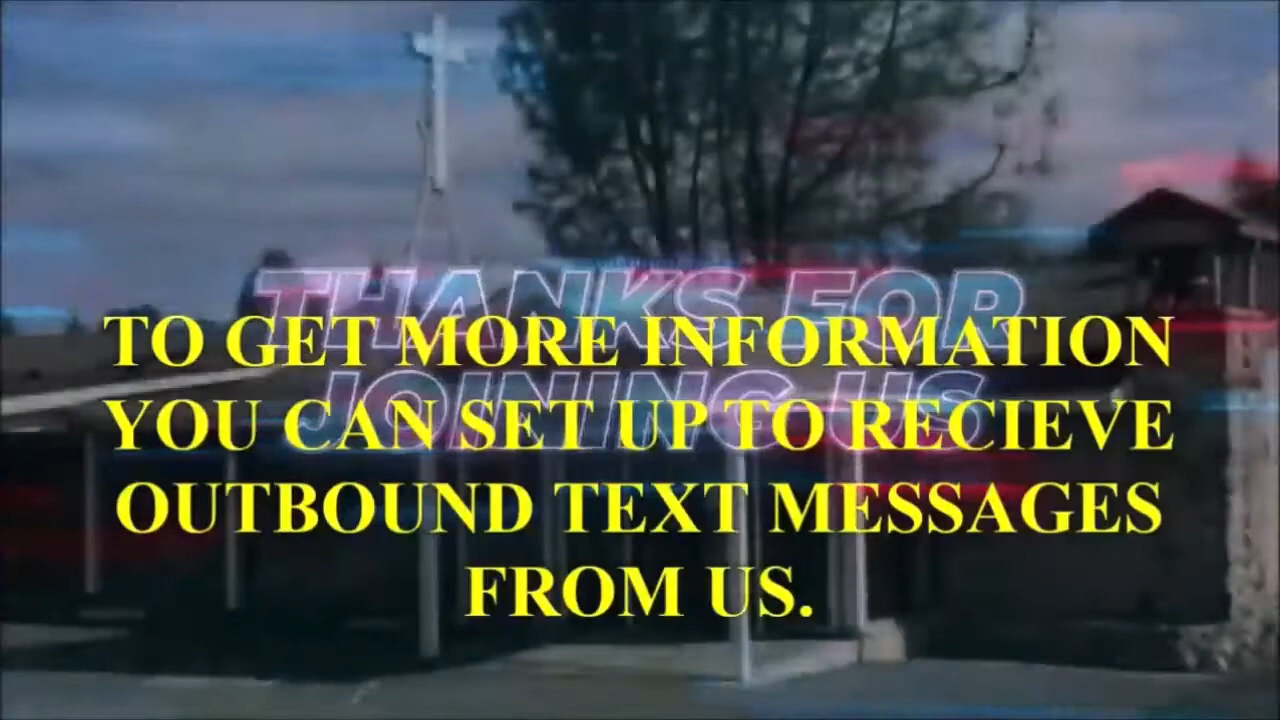 THANKS FOR
JOINING US
TO GET MORE INFORMATION
YOU CAN SET UP TO RECIEVE
OUTBOUND TEXT MESSAGES
FROM US.